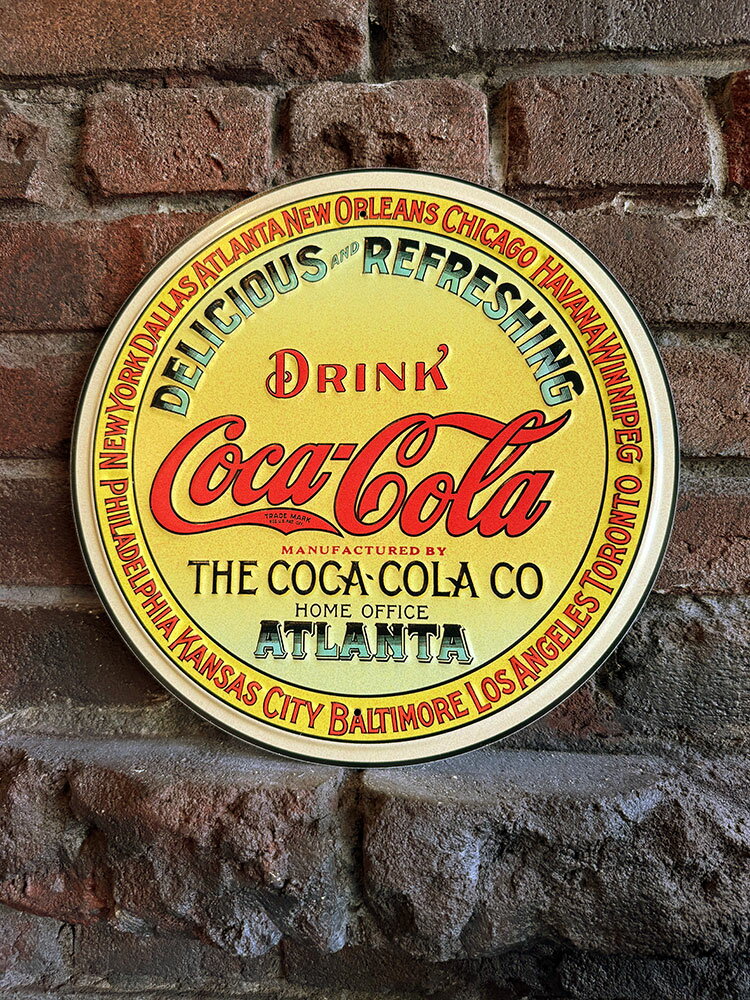 NEW YORK DALLAS ATLANTA NEW ORLEANS CHICAGO HAVANA WINNIPEG TORONTO LOS ANGELES BALTIMORE KANSAS CITY PHILADELPHIA
DELICIOUS AND REFRESHING
DRINK
Coca-Cola
TRADE MARK
MANUFACTURED BY
THE COCA-COLA CO
HOME OFFICE
ATLANTA